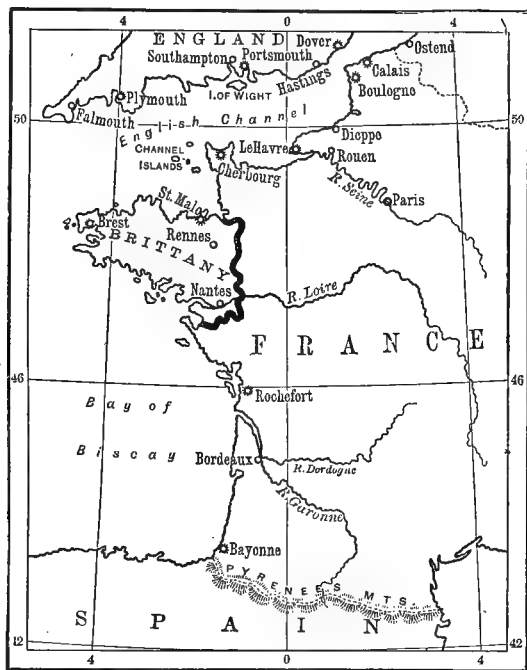 4 0 4
ENGLAND
Dover
Ostend
Southampton
Portsmouth
Calais
Hastings
Boulogne
I. OF WIGHT
Plymouth
Falmouth
English Channel
50
50
Dieppe
CHANNEL
ISLANDS
LeHavre
Rouen
Cherbourg
R. Seine
Paris
St. Malo
Brest
Rennes
BRITTANY
Nantes
R. Loire
FRANCE
46
46
Rochefort
Bay of
Biscay
Bordeaux
R. Dordogne
R. Garonne
Bayonne
PYRENEES MTS.
SPAIN
42
42
4 0 4